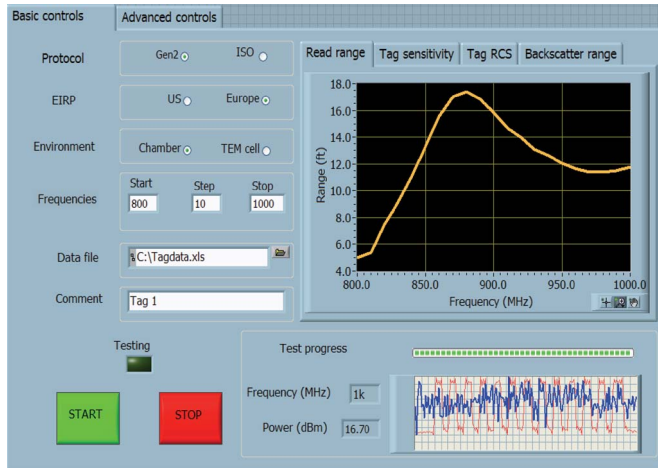 Basic controls
Advanced controls
Protocol
Gen2
ISO
EIRP
US
Europe
Environment
Chamber
TEM cell
Frequencies
Start
Step
Stop
800
10
1000
Data file
C:\Tagdata.xls
Comment
Tag 1
Read range
Tag sensitivity
Tag RCS
Backscatter range
Range (ft)
18.0
16.0
14.0
12.0
10.0
8.0
6.0
4.0
800.0
850.0
900.0
950.0
1000.0
Frequency (MHz)
Testing
START
STOP
Test progress
Frequency (MHz)
1k
Power (dBm)
16.70